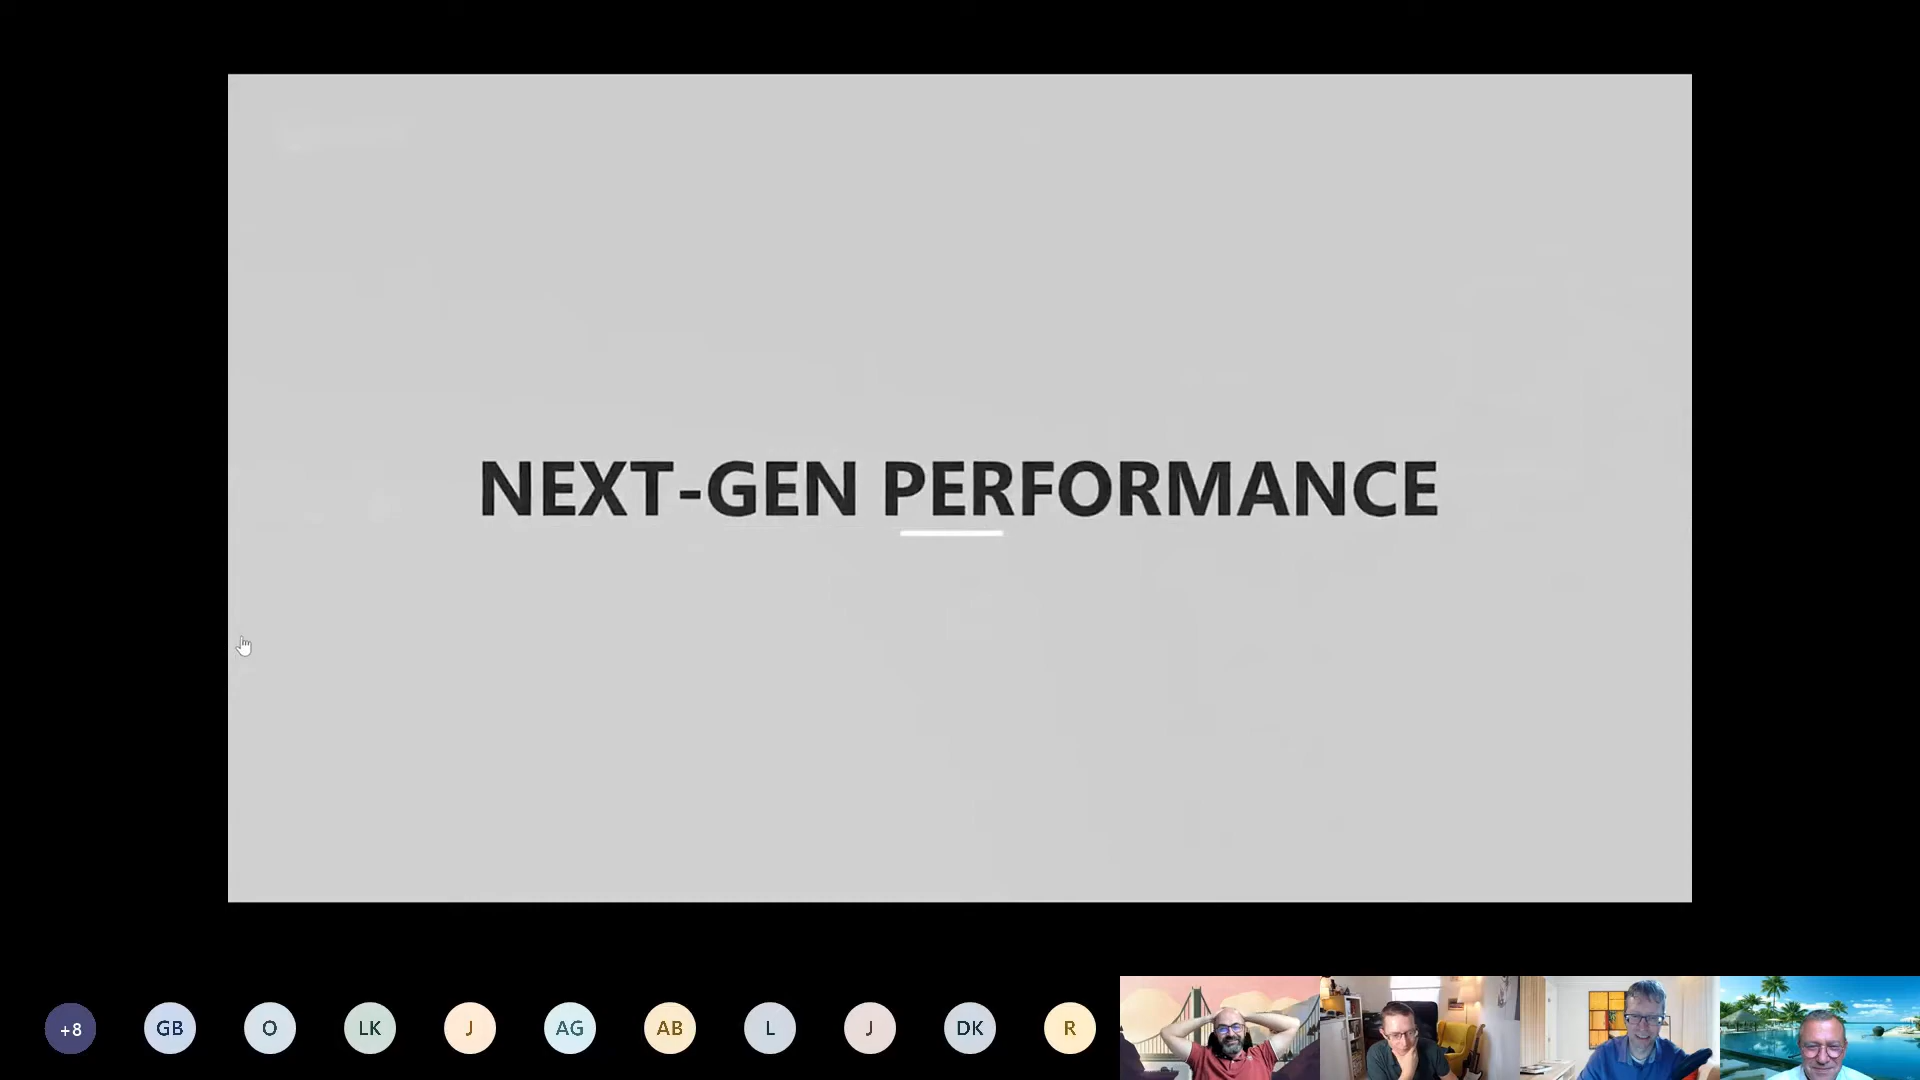 NEXT-GEN PERFORMANCE
+8
GB
O
LK
J
AG
AB
L
J
DK
R